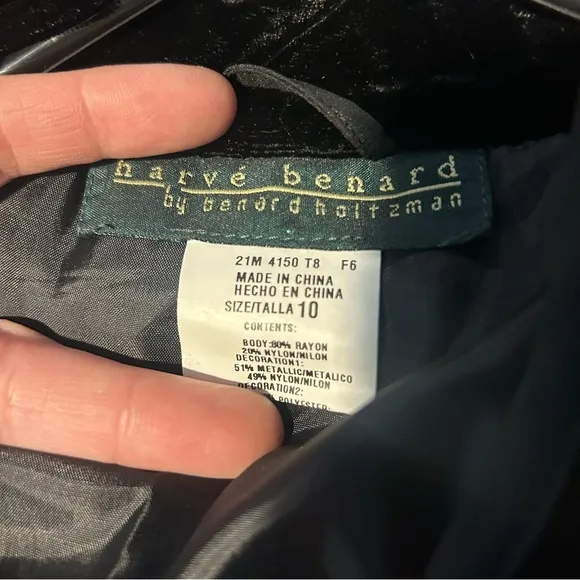 harvé benard
by benard holtzman
21M 4150 T8 F6
MADE IN CHINA
HECHO EN CHINA
SIZE/TALLA 10
CONTENTS:
BODY:80% RAYON
20% NYLON/NILON
DECORATION1:
51% METALLIC/METALICO
49% NYLON/NILON
DECORATION2:
% POLYESTER